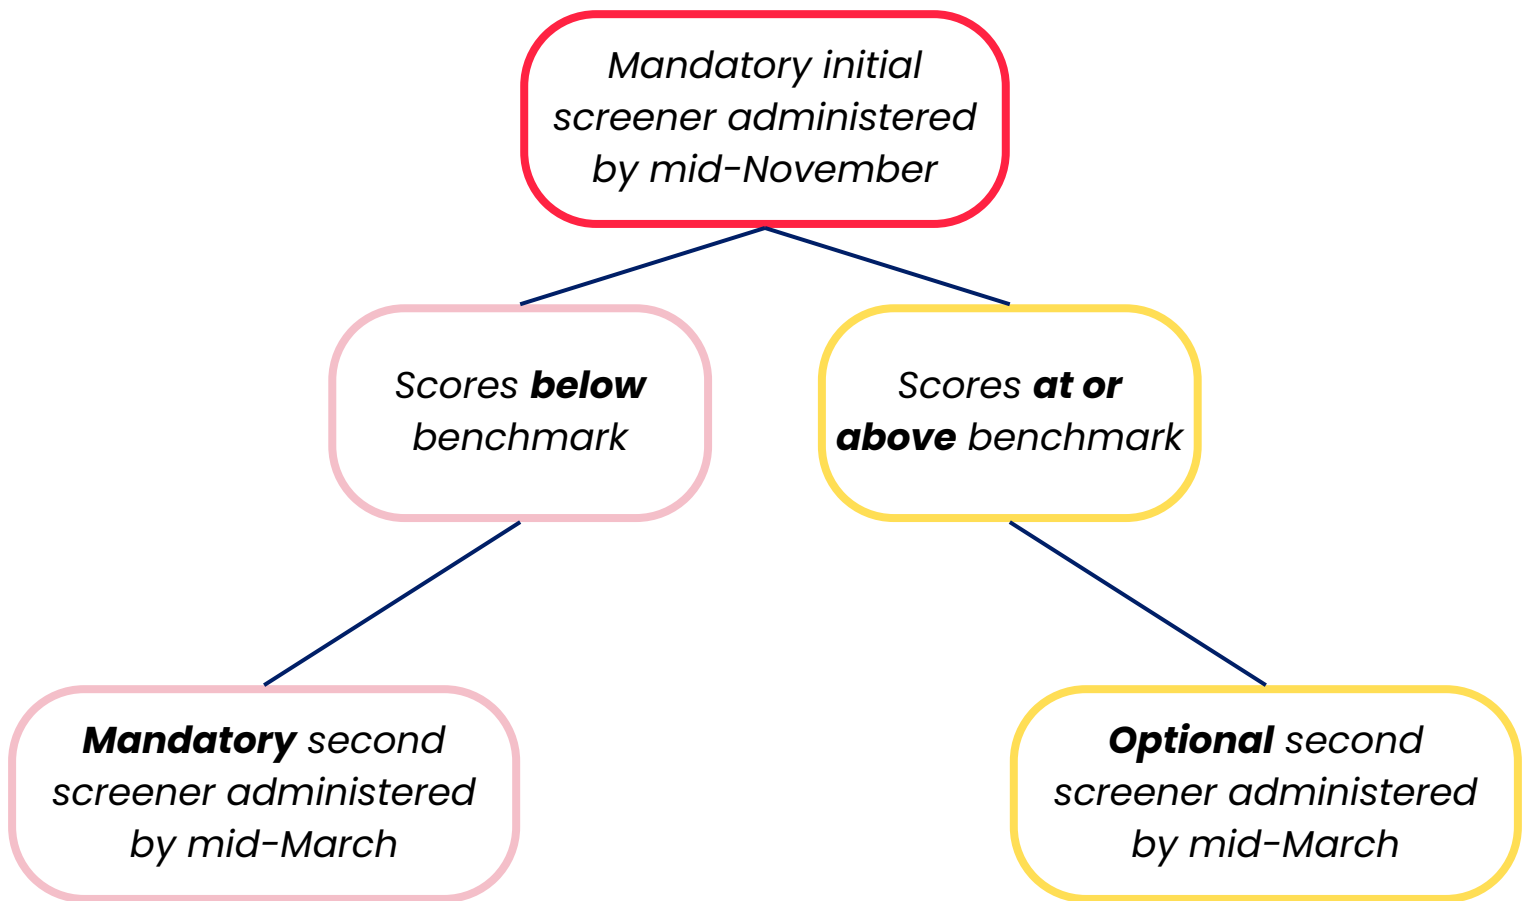 Mandatory initial
screener administered
by mid-November
Scores below
benchmark
Scores at or
above benchmark
Mandatory second
screener administered
by mid-March
Optional second
screener administered
by mid-March